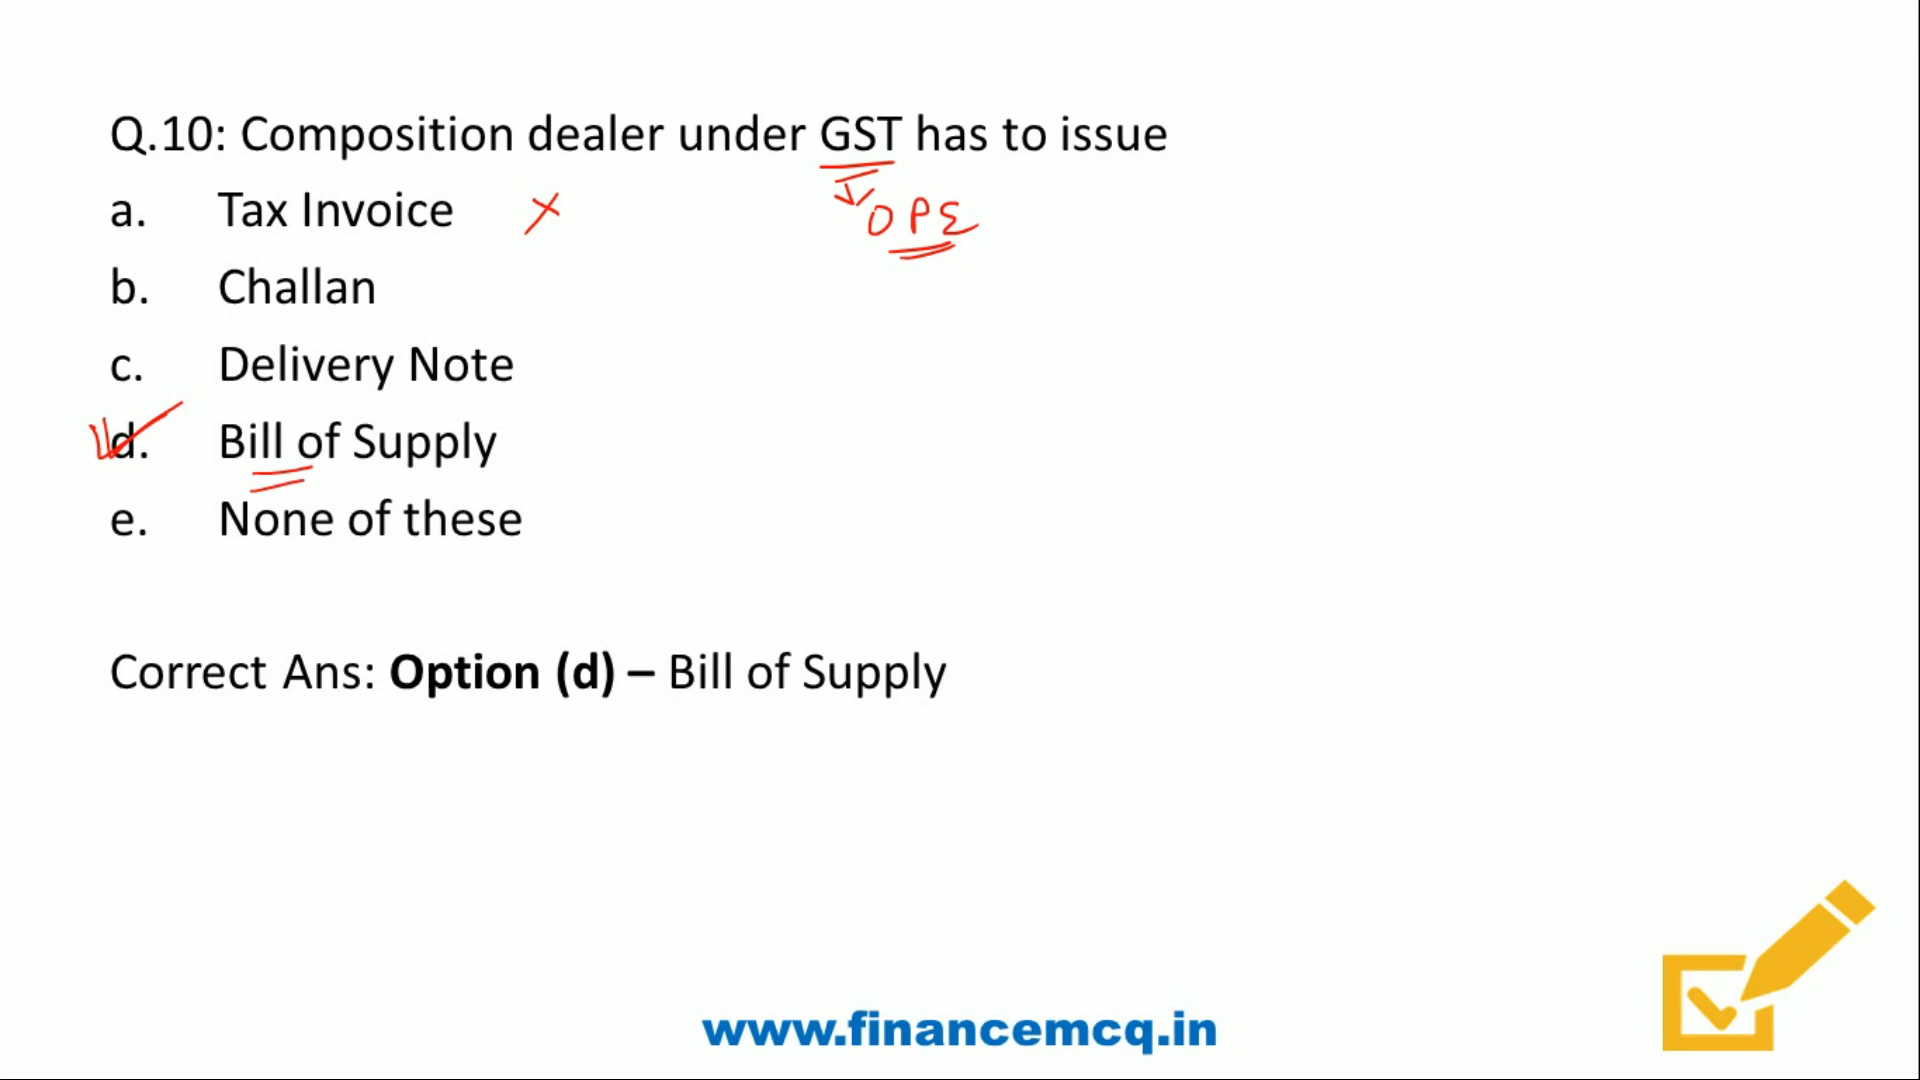 Q.10: Composition dealer under GST has to issue
a. Tax Invoice
O P E
b. Challan
c. Delivery Note
d. Bill of Supply
e. None of these
Correct Ans: Option (d) – Bill of Supply
www.financemcq.in